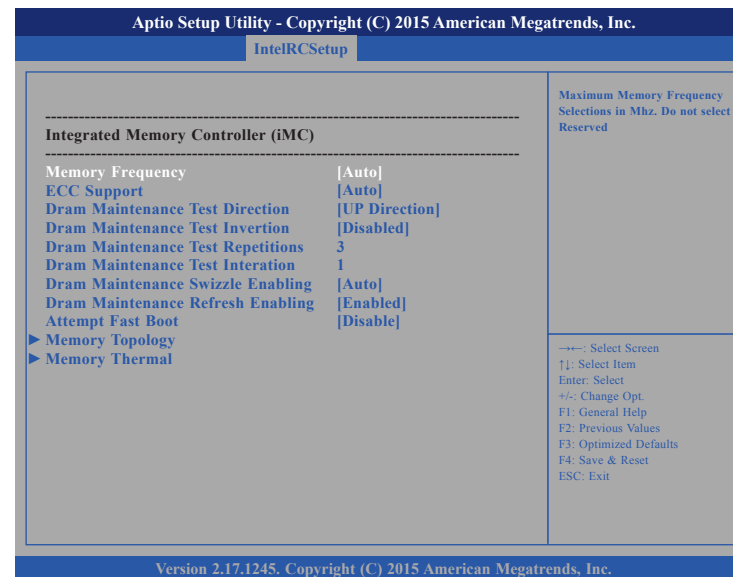 Aptio Setup Utility - Copyright (C) 2015 American Megatrends, Inc.
IntelRCSetup
--------------------------------------------------------------------------------
Integrated Memory Controller (iMC)
--------------------------------------------------------------------------------
Memory Frequency [Auto]
ECC Support [Auto]
Dram Maintenance Test Direction [UP Direction]
Dram Maintenance Test Invertion [Disabled]
Dram Maintenance Test Repetitions 3
Dram Maintenance Test Interation 1
Dram Maintenance Swizzle Enabling [Auto]
Dram Maintenance Refresh Enabling [Enabled]
Attempt Fast Boot [Disable]
► Memory Topology
► Memory Thermal
Maximum Memory Frequency
Selections in Mhz. Do not select
Reserved
→←: Select Screen
↑↓: Select Item
Enter: Select
+/-: Change Opt.
F1: General Help
F2: Previous Values
F3: Optimized Defaults
F4: Save & Reset
ESC: Exit
Version 2.17.1245. Copyright (C) 2015 American Megatrends, Inc.